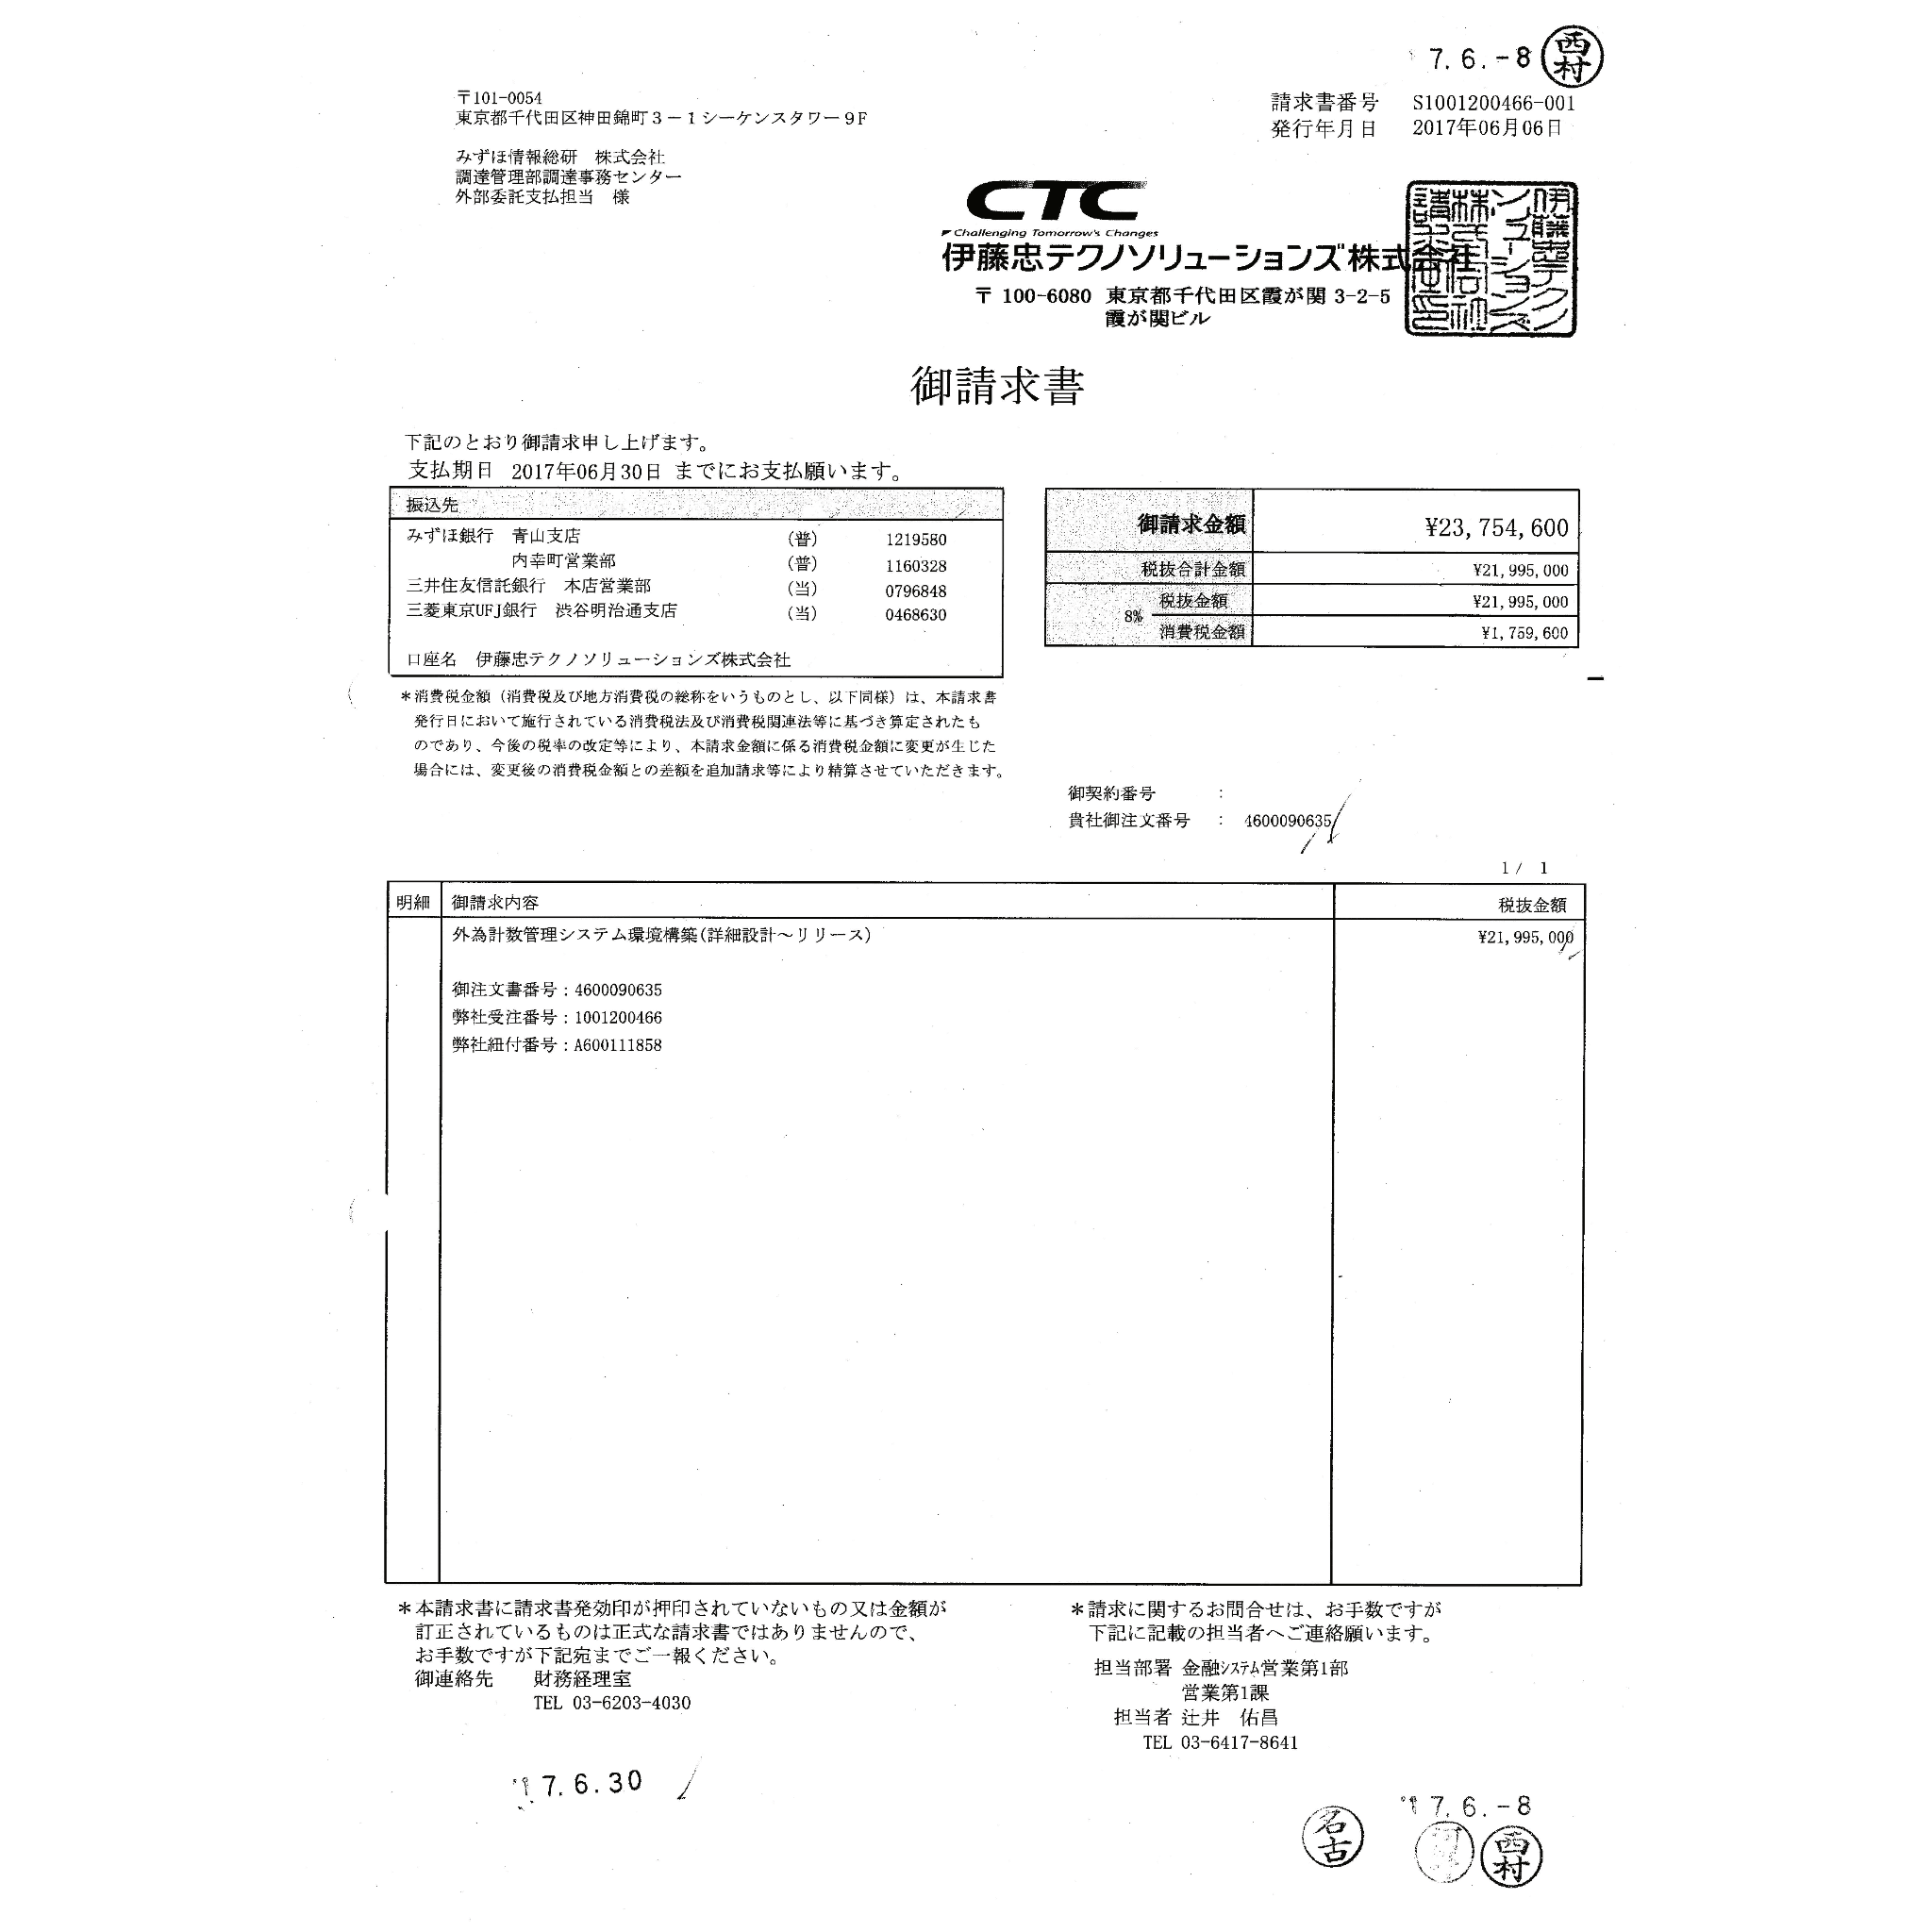 7. 6. -8 西村
〒101-0054
東京都千代田区神田錦町３－１シーケンスタワー９Ｆ
みずほ情報総研　株式会社
調達管理部調達事務センター
外部委託支払担当　様
請求書番号　S1001200466-001
発行年月日　2017年06月06日
CTC
Challenging Tomorrow's Changes
伊藤忠テクノソリューションズ株式会社
〒 100-6080 東京都千代田区霞が関 3-2-5
霞が関ビル
御請求書
下記のとおり御請求申し上げます。
支払期日　2017年06月30日 までにお支払願います。
振込先
みずほ銀行　青山支店　(普)　1219580
内幸町営業部　(普)　1160328
三井住友信託銀行　本店営業部　(当)　0796848
三菱東京UFJ銀行　渋谷明治通支店　(当)　0468630
口座名　伊藤忠テクノソリューションズ株式会社
御請求金額　¥23,754,600
税抜合計金額　¥21,995,000
8%　税抜金額　¥21,995,000
消費税金額　¥1,759,600
＊消費税金額（消費税及び地方消費税の総称をいうものとし、以下同様）は、本請求書
発行日において施行されている消費税法及び消費税関連法等に基づき算定されたも
のであり、今後の税率の改定等により、本請求金額に係る消費税金額に変更が生じた
場合には、変更後の消費税金額との差額を追加請求等により精算させていただきます。
御契約番号　：
貴社御注文番号　：　4600090635
1/ 1
明細　御請求内容　税抜金額
外為計数管理システム環境構築(詳細設計～リリース)　¥21,995,000
御注文書番号：4600090635
弊社受注番号：1001200466
弊社紐付番号：A600111858
＊本請求書に請求書発効印が押印されていないもの又は金額が
訂正されているものは正式な請求書ではありませんので、
お手数ですが下記宛までご一報ください。
御連絡先　財務経理室
TEL 03-6203-4030
＊請求に関するお問合せは、お手数ですが
下記に記載の担当者へご連絡願います。
担当部署 金融ｼｽﾃﾑ営業第1部
営業第1課
担当者 辻井　佑昌
TEL 03-6417-8641
'17. 6. 30
'17. 6. -8
名古
西村